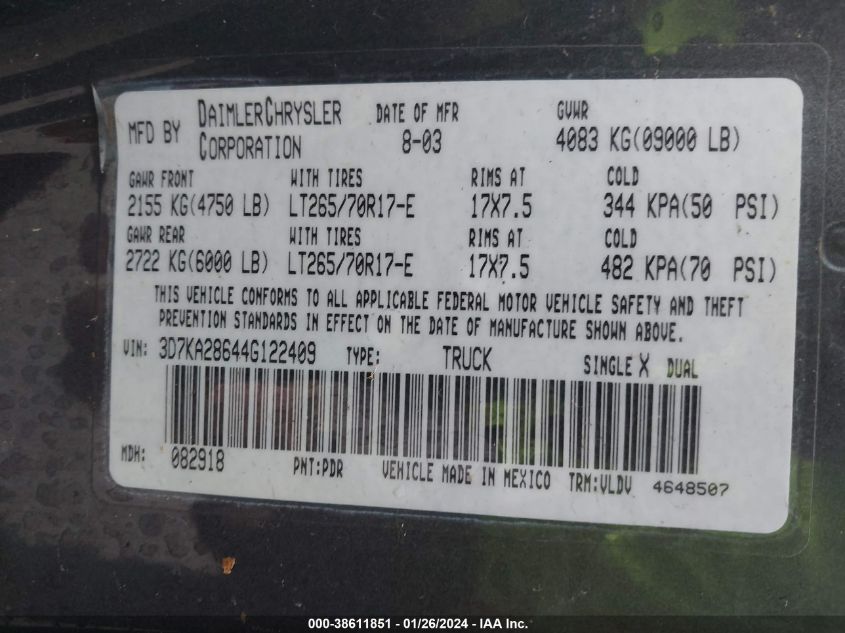 MFD BY DAIMLERCHRYSLER CORPORATION DATE OF MFR 8-03 GVWR 4083 KG(09000 LB)
GAWR FRONT WITH TIRES RIMS AT COLD
2155 KG(4750 LB) LT265/70R17-E 17X7.5 344 KPA(50 PSI)
GAWR REAR WITH TIRES RIMS AT COLD
2722 KG(6000 LB) LT265/70R17-E 17X7.5 482 KPA(70 PSI)
THIS VEHICLE CONFORMS TO ALL APPLICABLE FEDERAL MOTOR VEHICLE SAFETY AND THEFT
PREVENTION STANDARDS IN EFFECT ON THE DATE OF MANUFACTURE SHOWN ABOVE.
VIN: 3D7KA28644G122409 TYPE: TRUCK SINGLE X DUAL
MDH: 082918 PNT:PDR VEHICLE MADE IN MEXICO TRM:VLDV 4648507
000-38611851 / 01/26/2024 - IAA Inc.